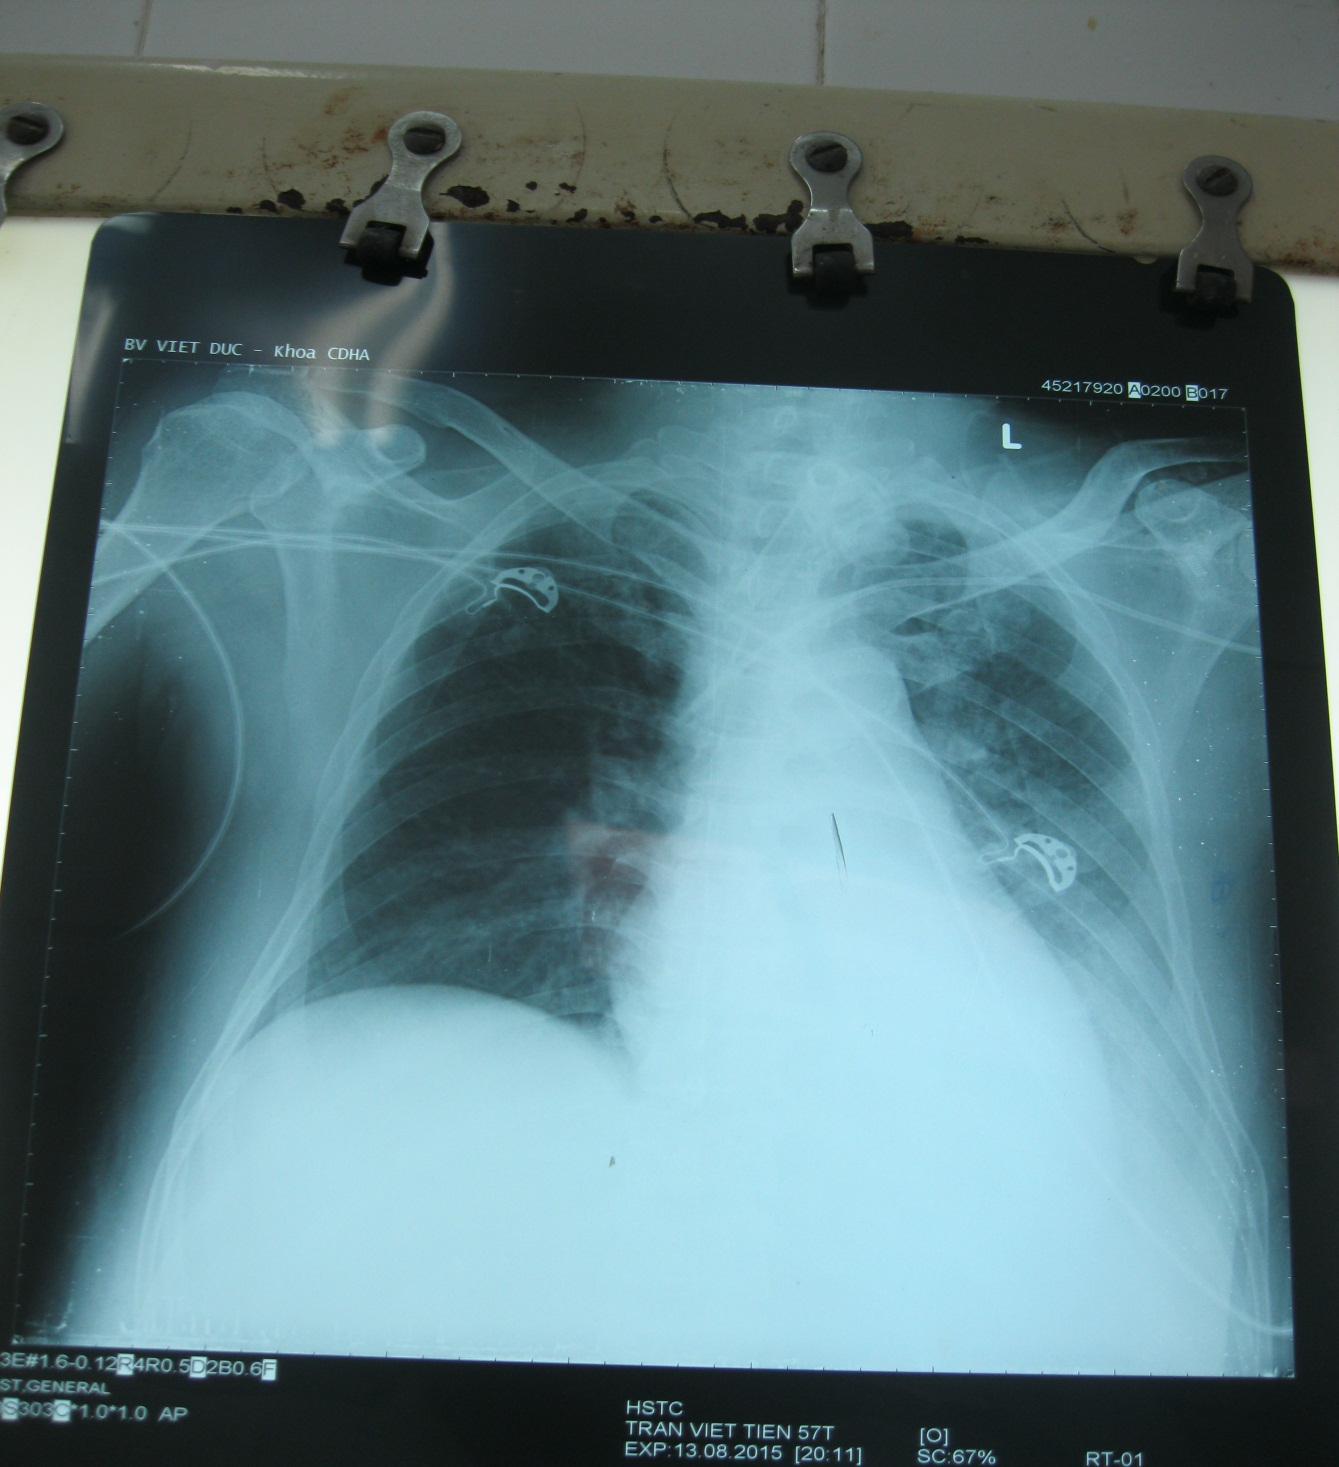 BV VIET DUC - Khoa CDHA
45217920 A0200 B017
L
3E#1.6-0.12R4R0.5D2B0.6F
ST,GENERAL
S303C*1.0*1.0 AP
HSTC
TRAN VIET TIEN 57T
[O]
EXP:13.08.2015 [20:11]
SC:67%
RT-01